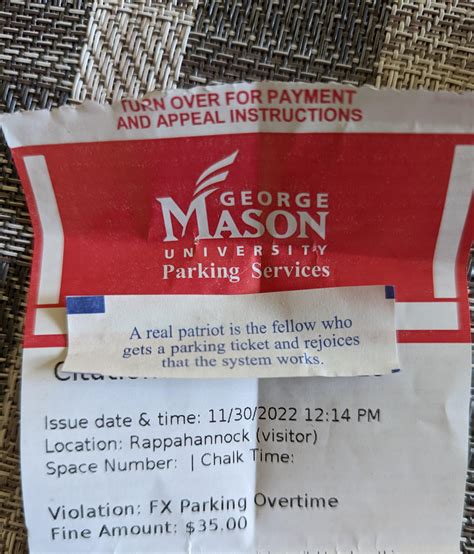 TURN OVER FOR PAYMENT
AND APPEAL INSTRUCTIONS
GEORGE
MASON
UNIVERSITY
Parking Services
A real patriot is the fellow who
gets a parking ticket and rejoices
that the system works.
Issue date & time: 11/30/2022 12:14 PM
Location: Rappahannock (visitor)
Space Number: | Chalk Time:
Violation: FX Parking Overtime
Fine Amount: $35.00